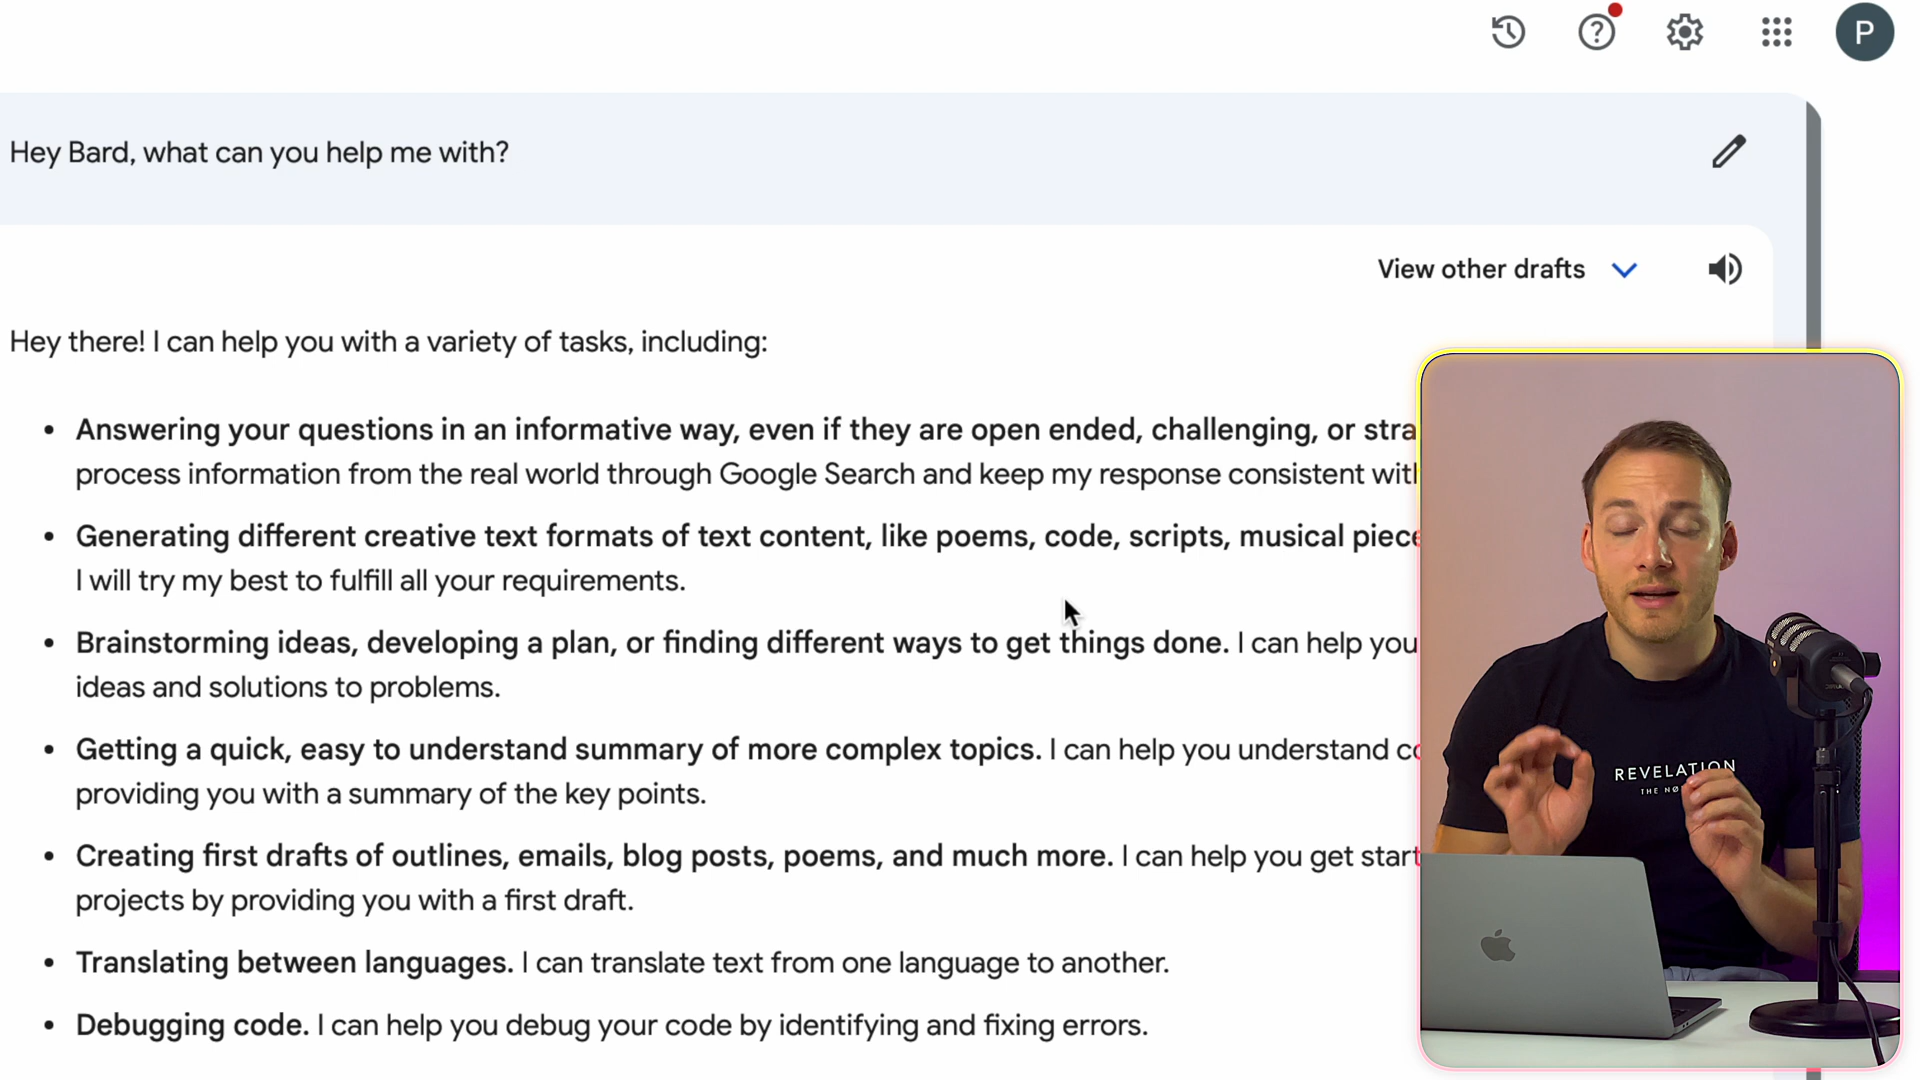 P
Hey Bard, what can you help me with?
View other drafts
Hey there! I can help you with a variety of tasks, including:
• Answering your questions in an informative way, even if they are open ended, challenging, or
process information from the real world through Google Search and keep my response consistent
• Generating different creative text formats of text content, like poems, code, scripts, musical
I will try my best to fulfill all your requirements.
• Brainstorming ideas, developing a plan, or finding different ways to get things done. I can help you
ideas and solutions to problems.
• Getting a quick, easy to understand summary of more complex topics. I can help you understand
providing you with a summary of the key points.
• Creating first drafts of outlines, emails, blog posts, poems, and much more. I can help you get
projects by providing you with a first draft.
• Translating between languages. I can translate text from one language to another.
• Debugging code. I can help you debug your code by identifying and fixing errors.
REVELATION
THE